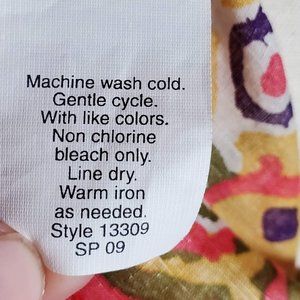 Machine wash cold.
Gentle cycle.
With like colors.
Non chlorine
bleach only.
Line dry.
Warm iron
as needed.
Style 13309
SP 09